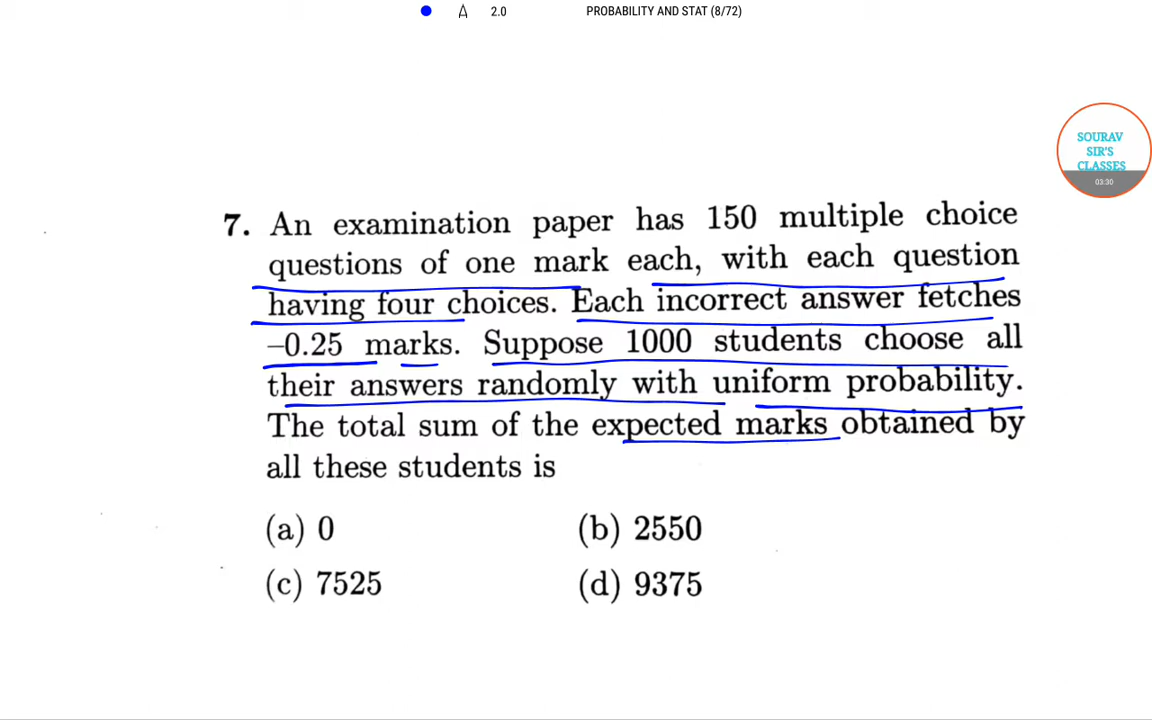 2.0 PROBABILITY AND STAT (8/72)
SOURAV
SIR'S
CLASSES
03:30
7. An examination paper has 150 multiple choice
questions of one mark each, with each question
having four choices. Each incorrect answer fetches
–0.25 marks. Suppose 1000 students choose all
their answers randomly with uniform probability.
The total sum of the expected marks obtained by
all these students is
(a) 0 (b) 2550
(c) 7525 (d) 9375